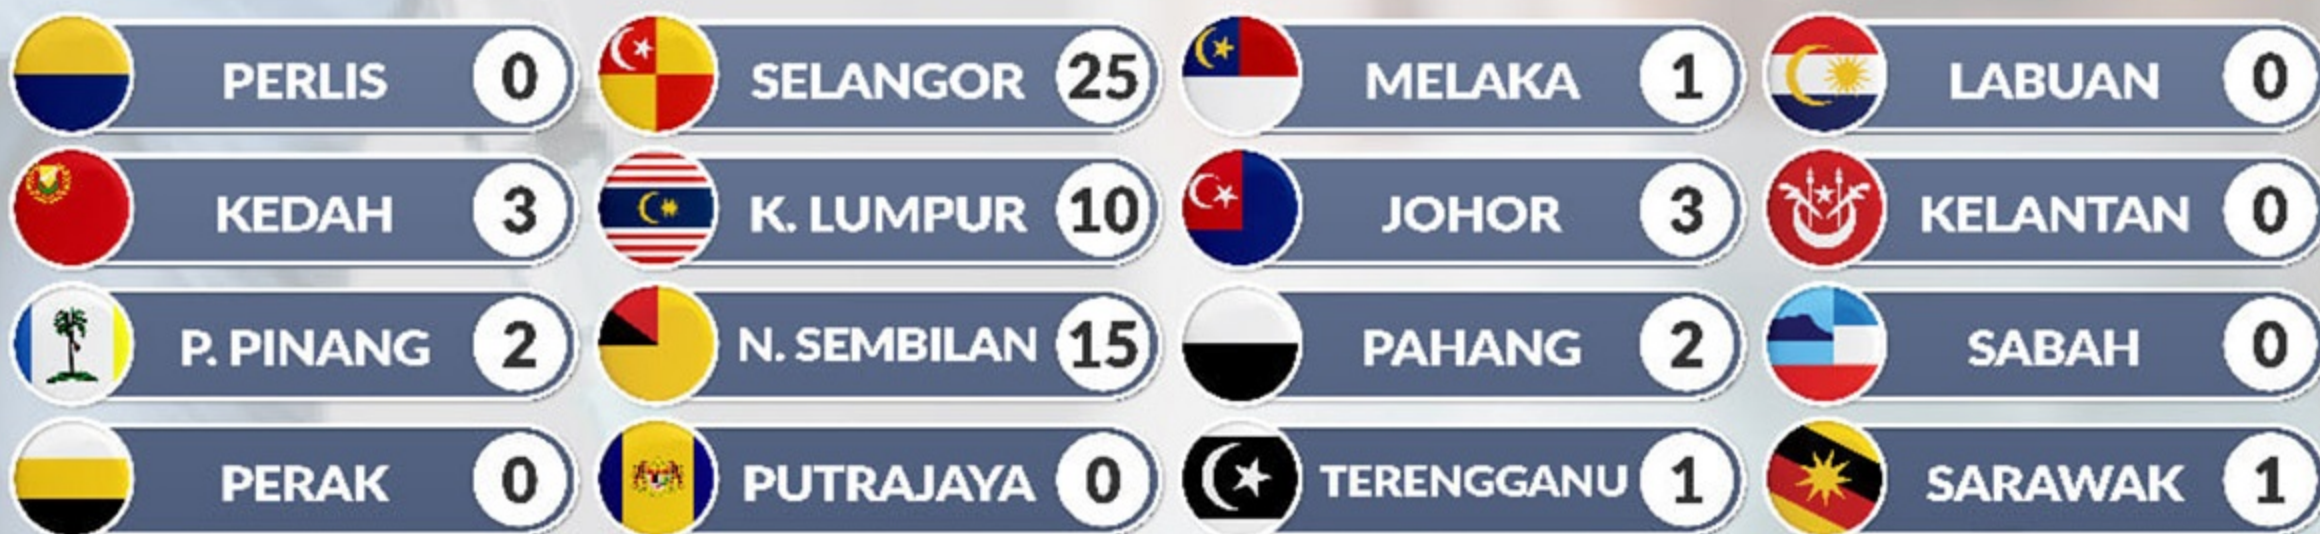 PERLIS 0 SELANGOR 25 MELAKA 1 LABUAN 0
KEDAH 3 K. LUMPUR 10 JOHOR 3 KELANTAN 0
P. PINANG 2 N. SEMBILAN 15 PAHANG 2 SABAH 0
PERAK 0 PUTRAJAYA 0 TERENGGANU 1 SARAWAK 1